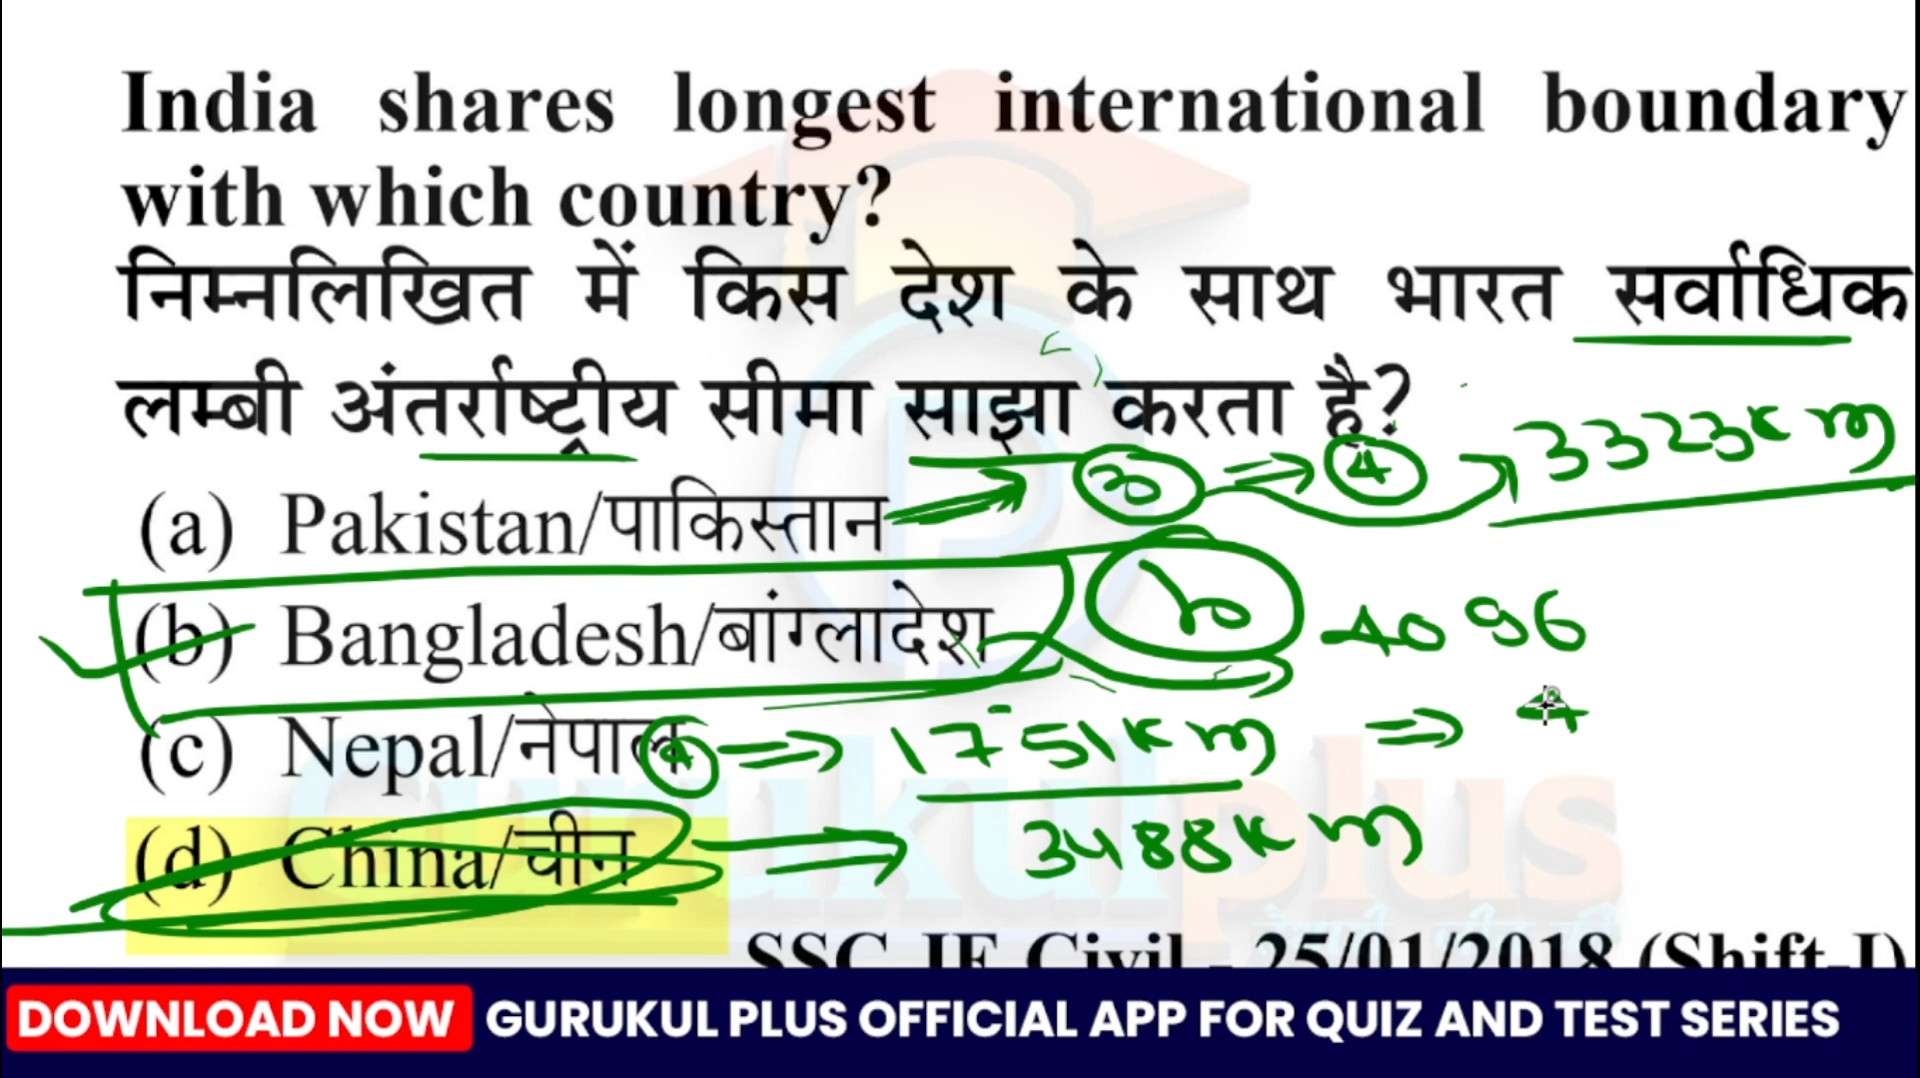 India shares longest international boundary
with which country?
निम्नलिखित में किस देश के साथ भारत सर्वाधिक
लम्बी अंतर्राष्ट्रीय सीमा साझा करता है?
(a) Pakistan/पाकिस्तान 3 ⇒ 4 3323km
(b) Bangladesh/बांग्लादेश 4096
(c) Nepal/नेपाल ⇒ 1751km ⇒ 4
(d) China/चीन ⇒ 3488km
SSC JE Civil - 25/01/2018 (Shift-I)
Gurukulplus
DOWNLOAD NOW GURUKUL PLUS OFFICIAL APP FOR QUIZ AND TEST SERIES